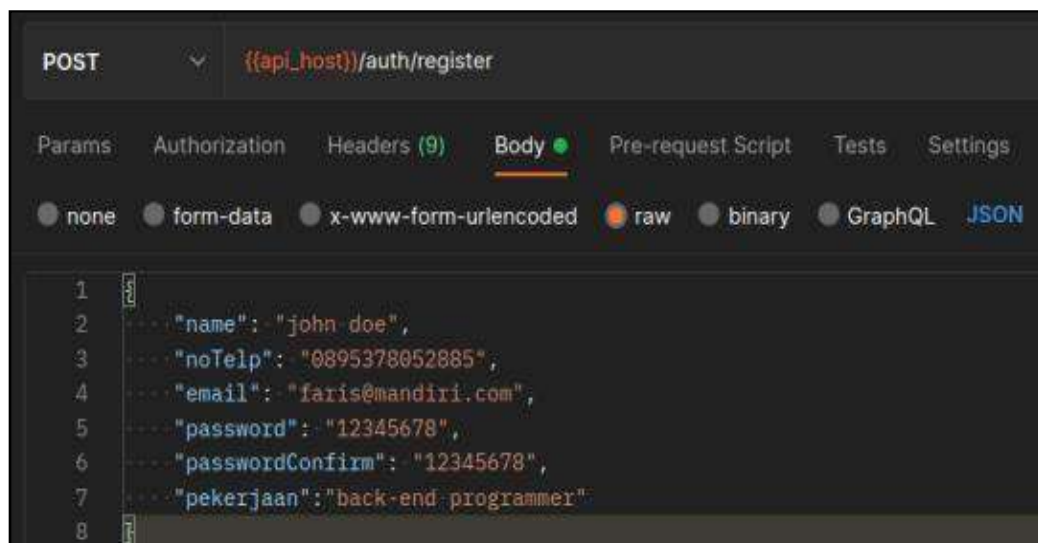 POST {{api_host}}/auth/register
Params Authorization Headers (9) Body Pre-request Script Tests Settings
none form-data x-www-form-urlencoded raw binary GraphQL JSON
1 {
2 "name": "john doe",
3 "noTelp": "0895378052885",
4 "email": "faris@mandiri.com",
5 "password": "12345678",
6 "passwordConfirm": "12345678",
7 "pekerjaan":"back-end programmer"
8 }